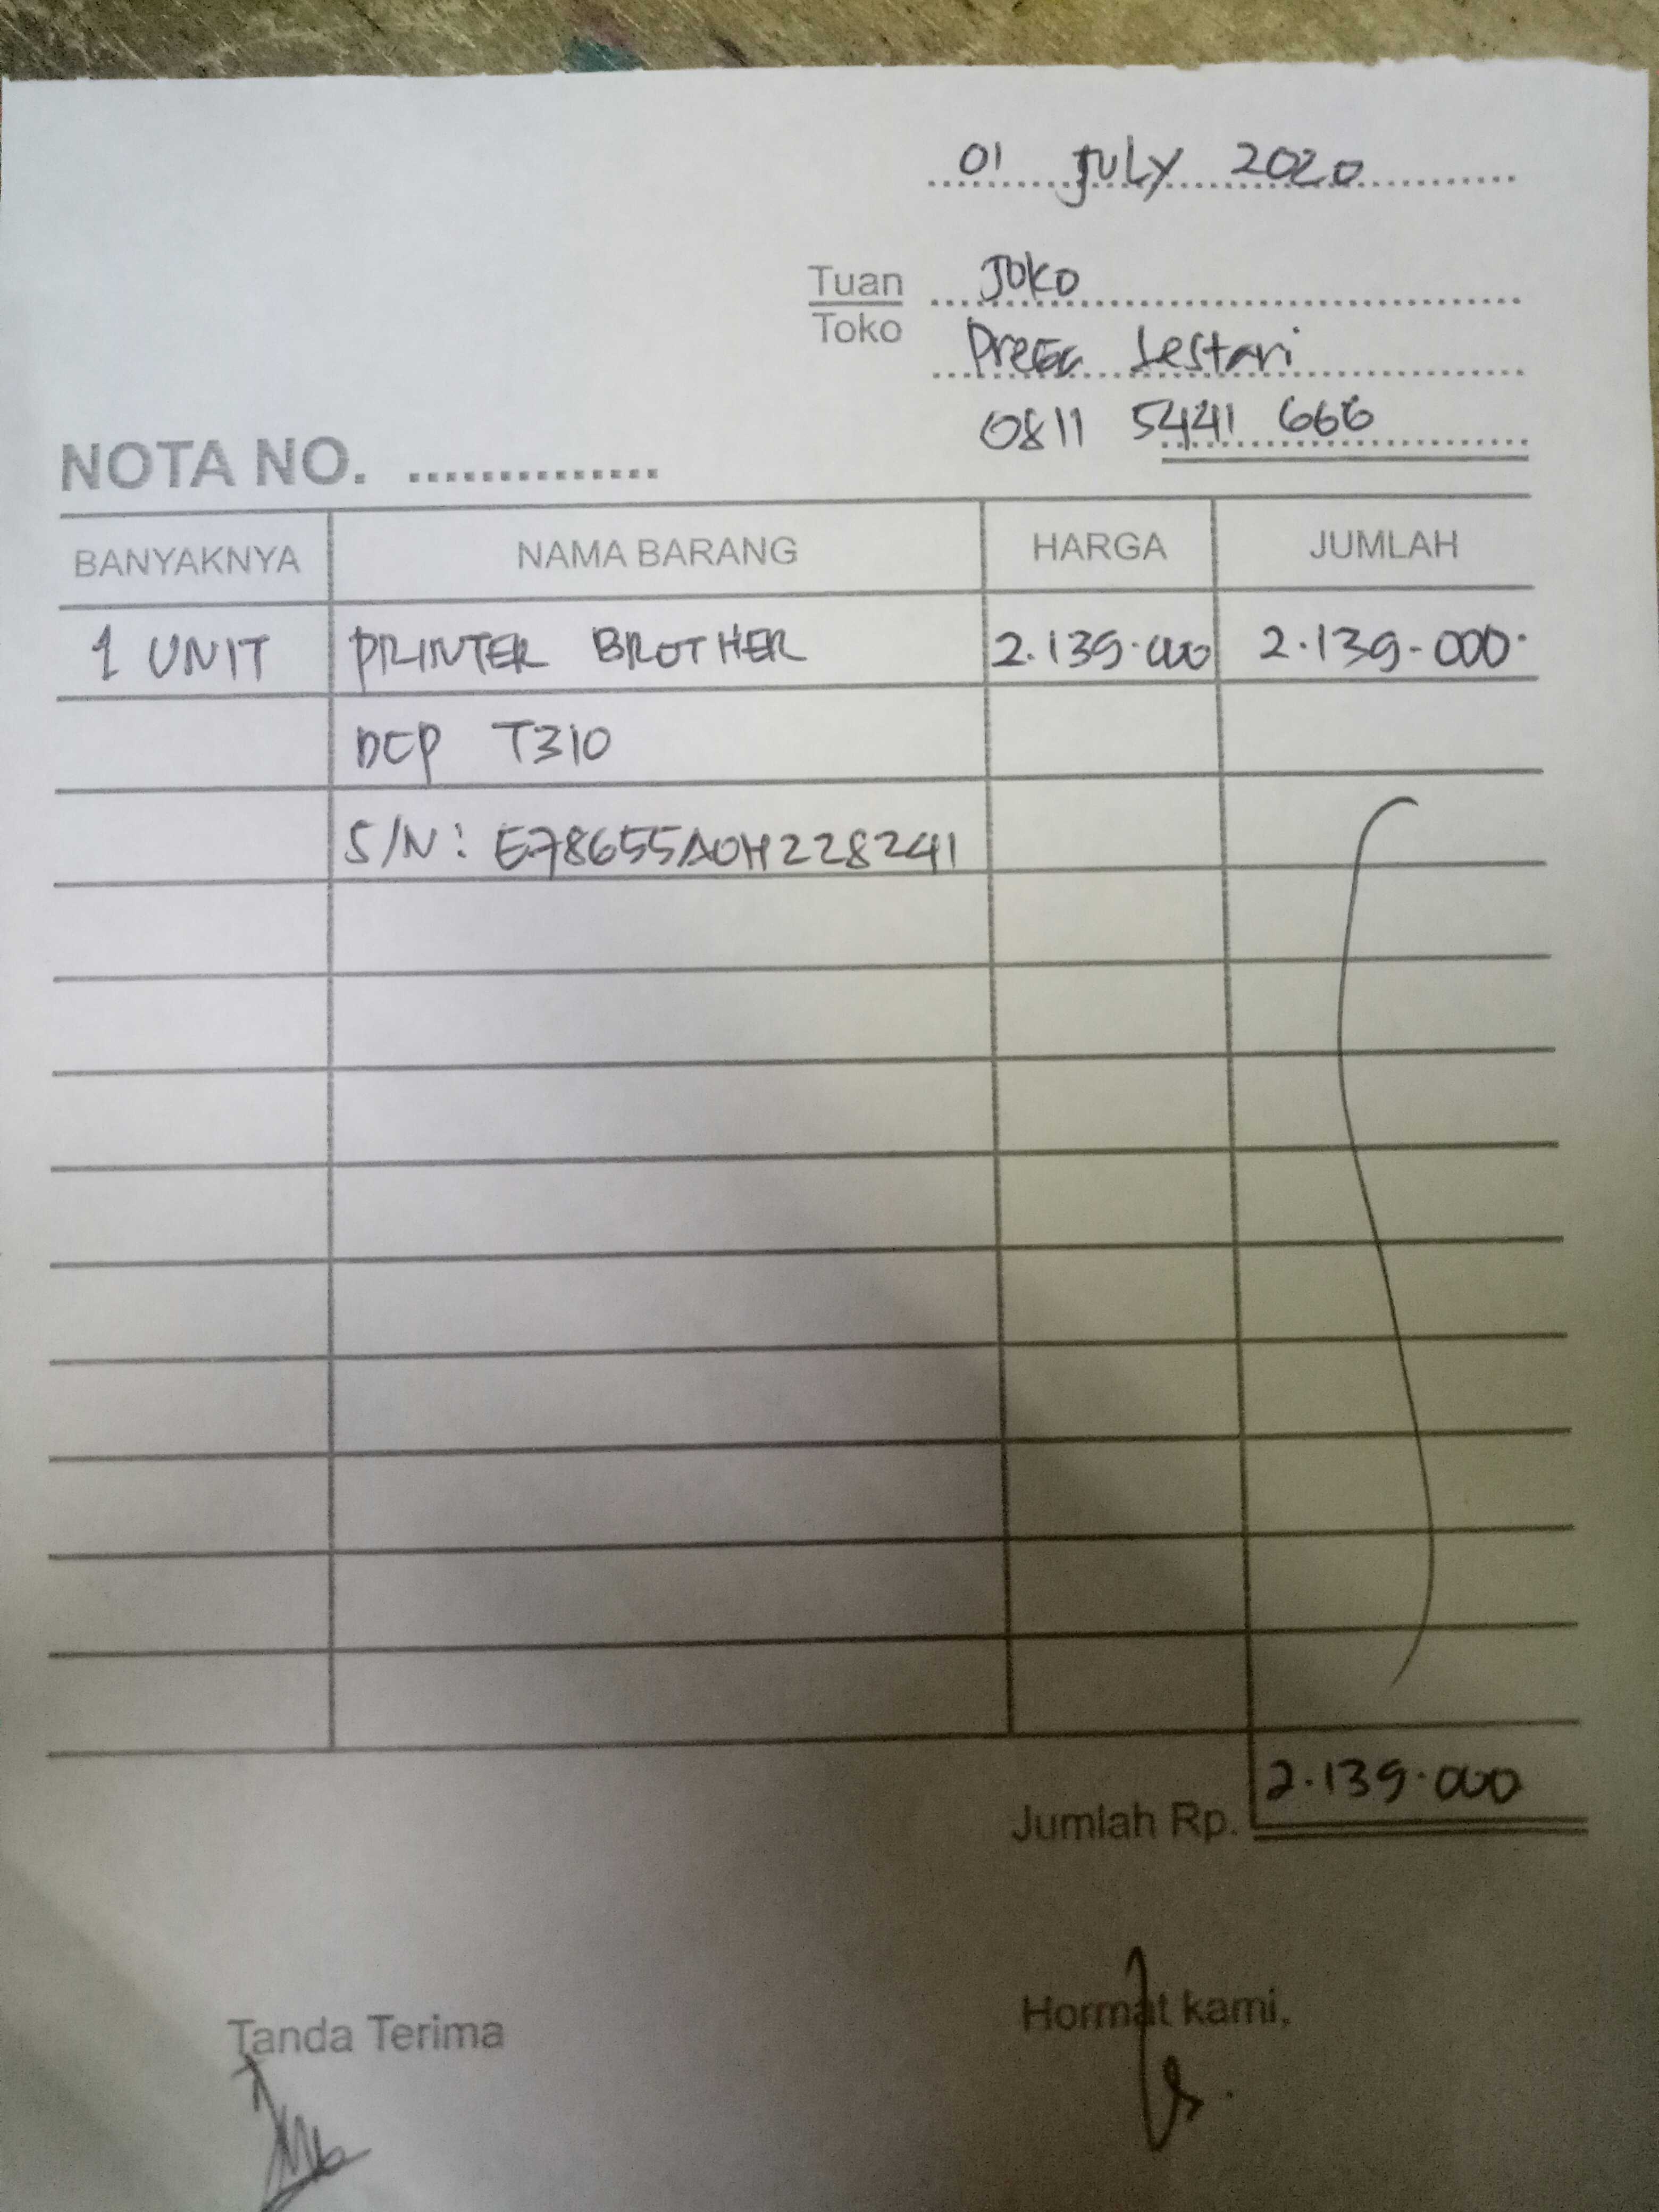 01 JULY 2020
Tuan JOKO
Toko
Lestari
0811 5441 666
NOTA NO. ..............
BANYAKNYA NAMA BARANG HARGA JUMLAH
1 UNIT PRINTER BROTHER 2.139.000 2.139.000.
DCP T310
S/N: E78655A0H228241
Jumlah Rp. 2.139.000
Tanda Terima Hormat kami,